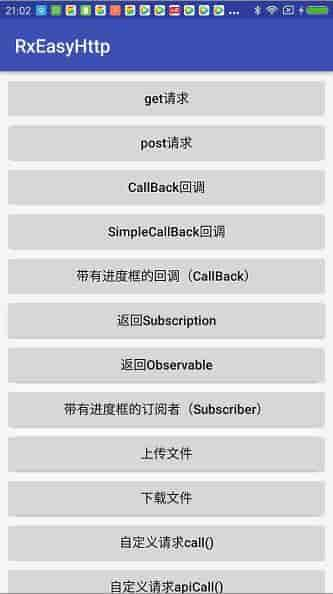 21:02
RxEasyHttp
get请求
post请求
CallBack回调
SimpleCallBack回调
带有进度框的回调（CallBack）
返回Subscription
返回Observable
带有进度框的订阅者（Subscriber）
上传文件
下载文件
自定义请求call()
自定义请求apiCall()